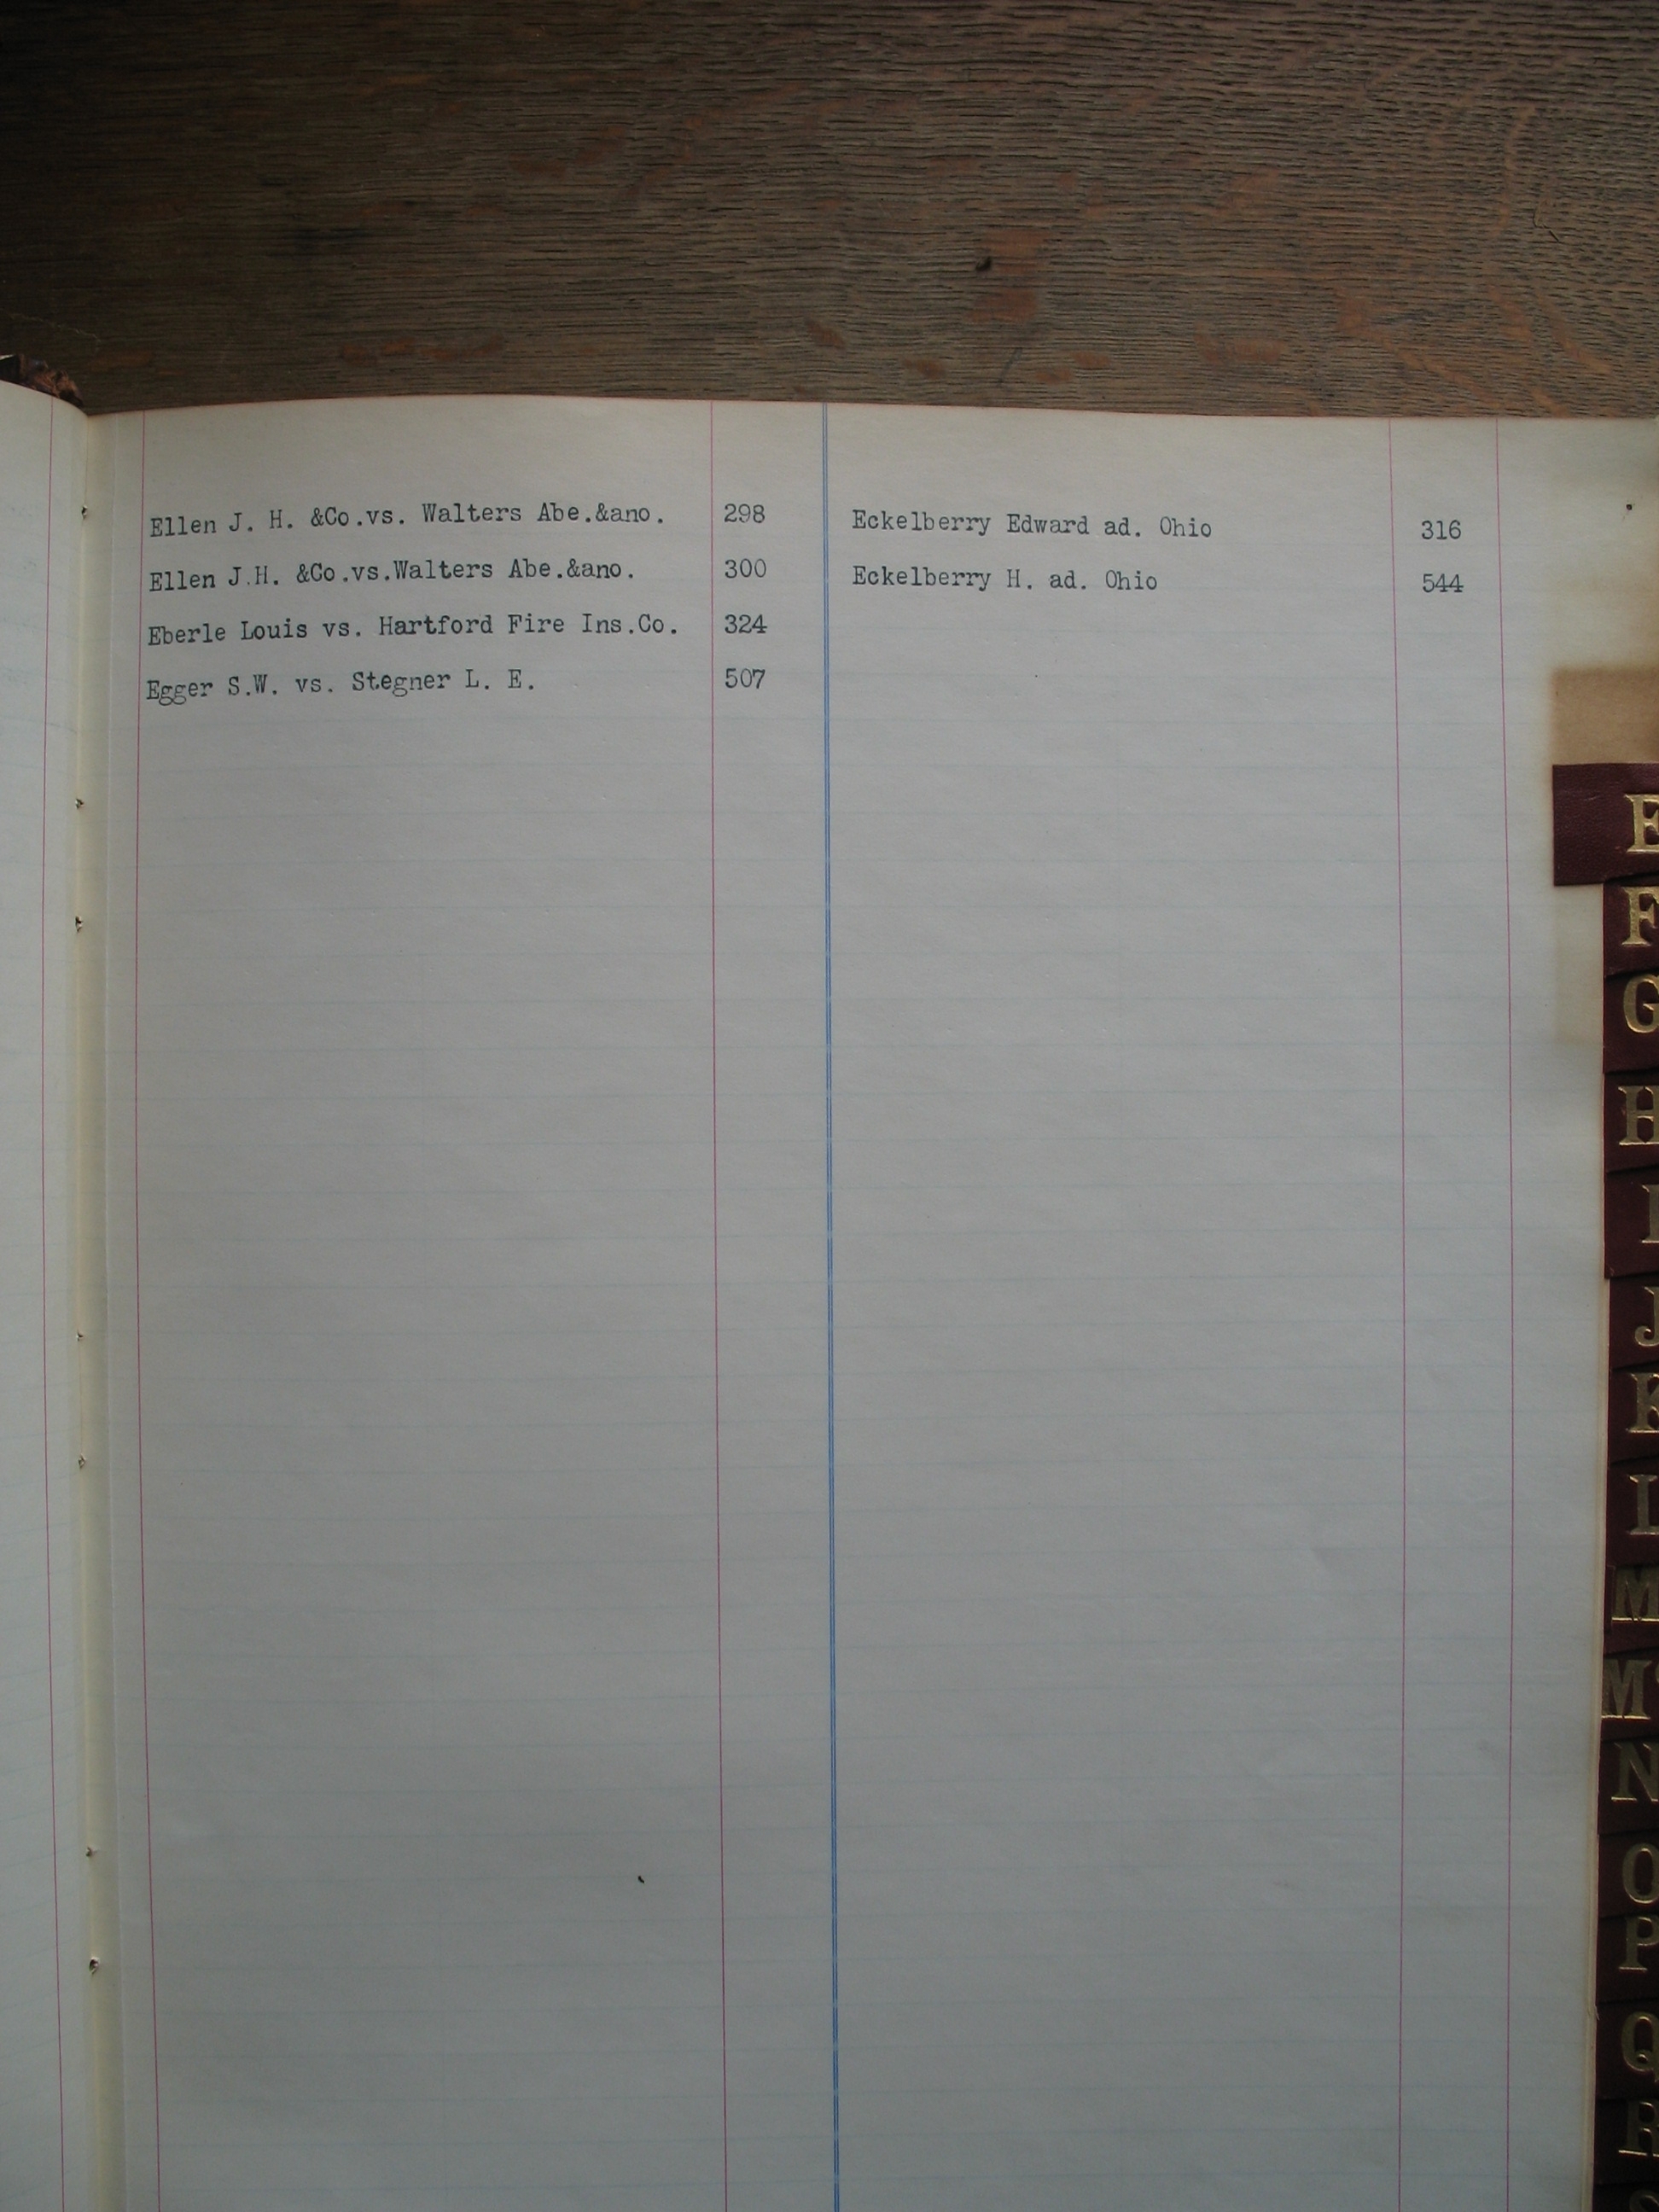 Ellen J. H. &Co.vs. Walters Abe.&ano. 298
Ellen J.H. &Co.vs.Walters Abe.&ano. 300
Eberle Louis vs. Hartford Fire Ins.Co. 324
Egger S.W. vs. Stegner L. E. 507
Eckelberry Edward ad. Ohio 316
Eckelberry H. ad. Ohio 544
E
F
G
H
I
J
K
L
M
Mc
N
O
P
Q
R